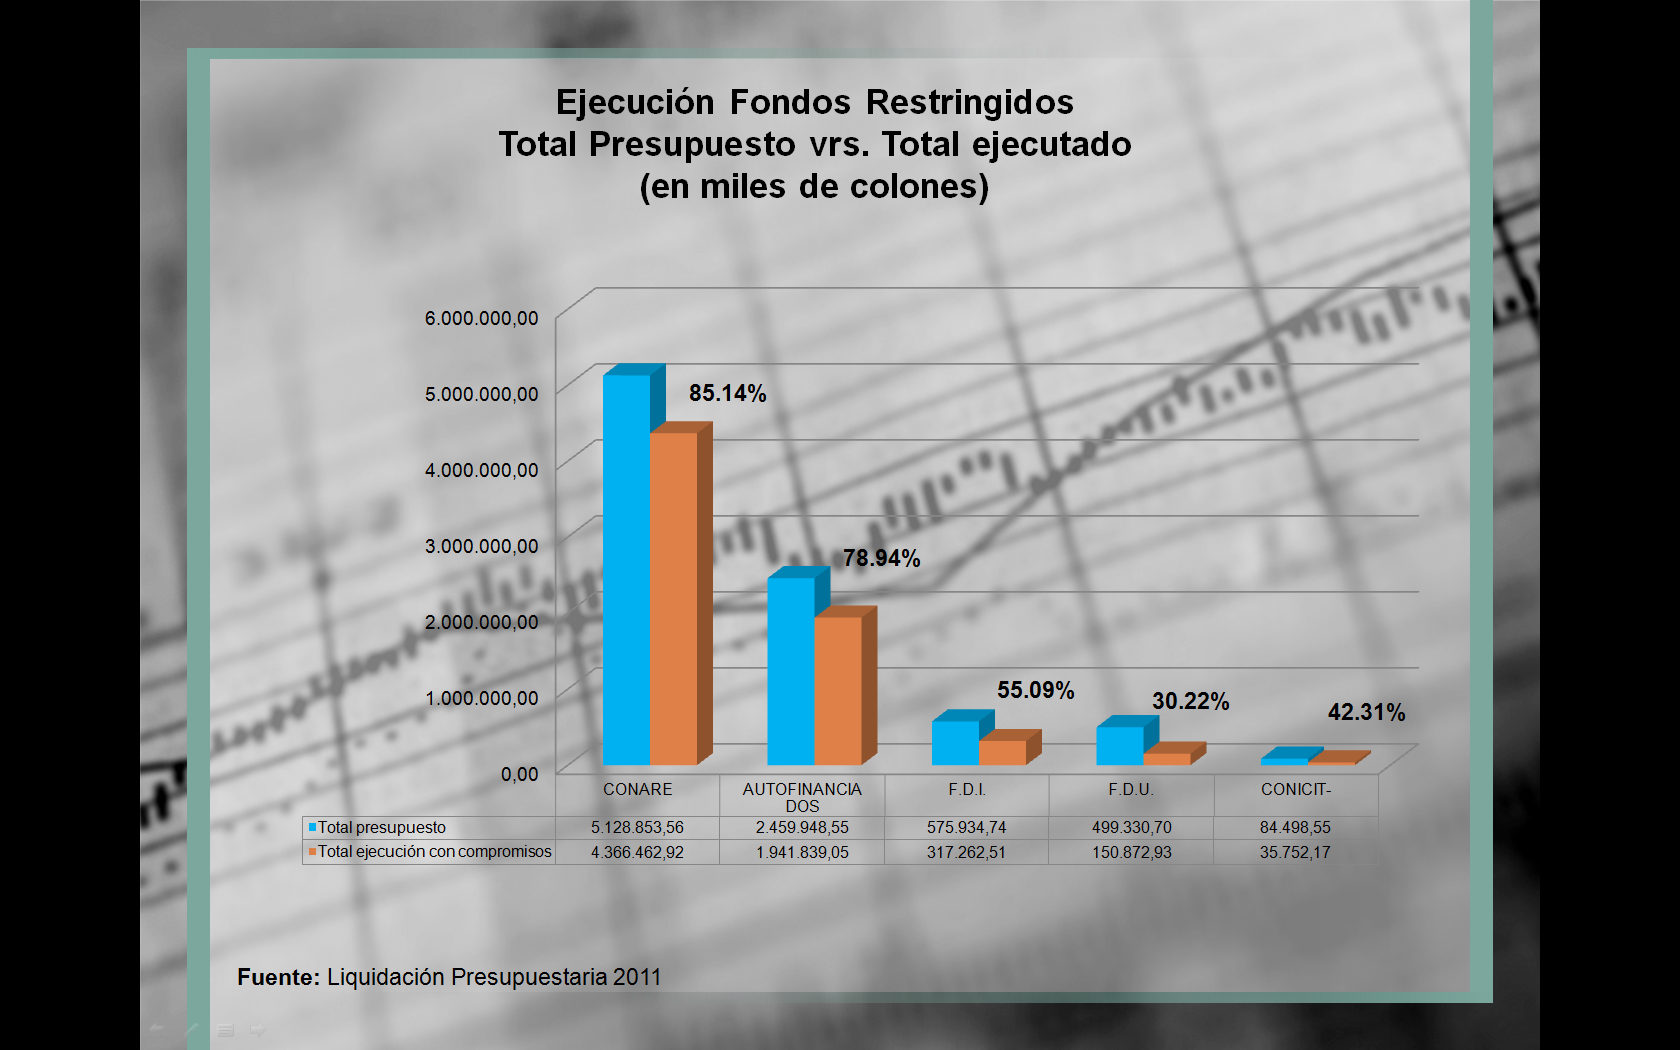 Ejecución Fondos Restringidos
Total Presupuesto vrs. Total ejecutado
(en miles de colones)
6.000.000,00
5.000.000,00
4.000.000,00
3.000.000,00
2.000.000,00
1.000.000,00
0,00
85.14%
78.94%
55.09%
30.22%
42.31%
CONARE AUTOFINANCIA F.D.I. F.D.U. CONICIT-
DOS
Total presupuesto 5.128.853,56 2.459.948,55 575.934,74 499.330,70 84.498,55
Total ejecución con compromisos 4.366.462,92 1.941.839,05 317.262,51 150.872,93 35.752,17
Fuente: Liquidación Presupuestaria 2011